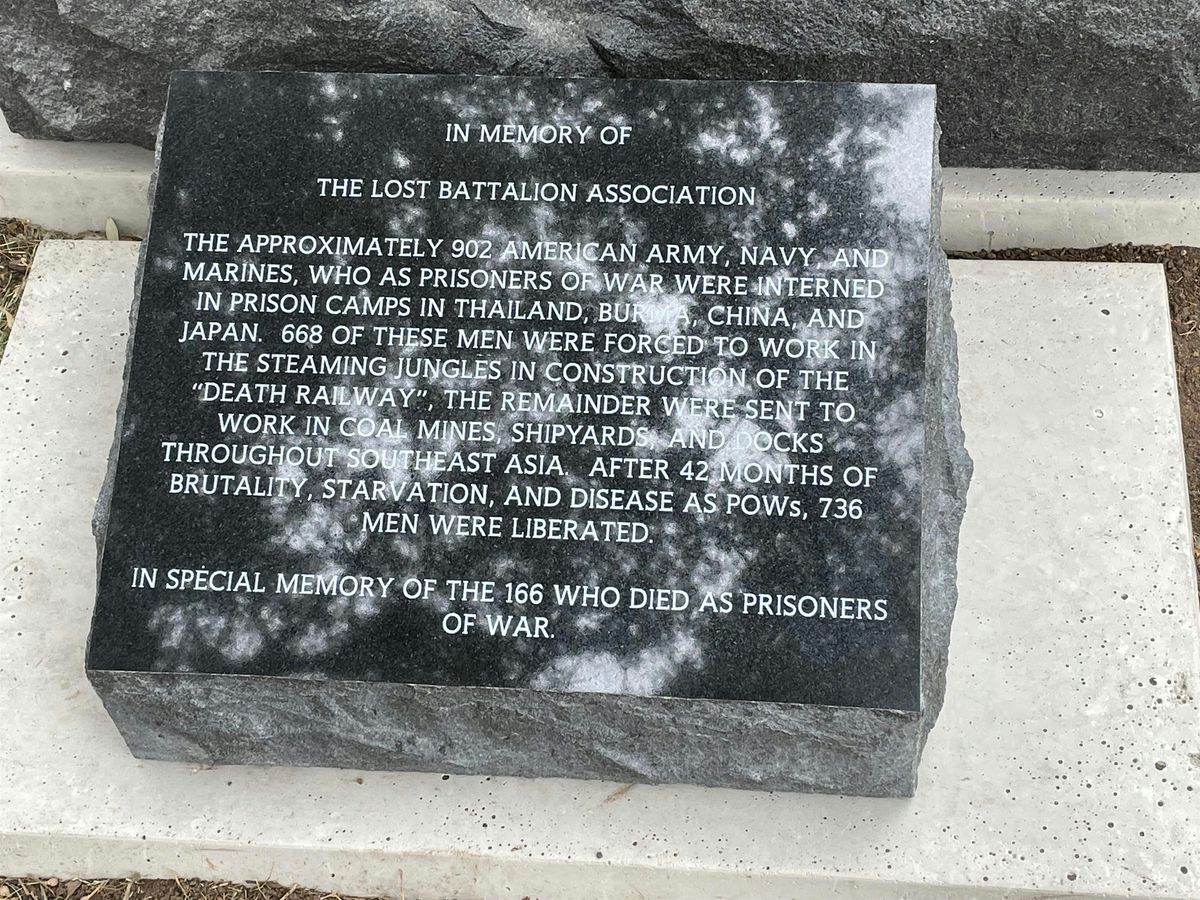 IN MEMORY OF
THE LOST BATTALION ASSOCIATION
THE APPROXIMATELY 902 AMERICAN ARMY, NAVY, AND
MARINES, WHO AS PRISONERS OF WAR WERE INTERNED
IN PRISON CAMPS IN THAILAND, BURMA, CHINA, AND
JAPAN. 668 OF THESE MEN WERE FORCED TO WORK IN
THE STEAMING JUNGLES IN CONSTRUCTION OF THE
“DEATH RAILWAY”, THE REMAINDER WERE SENT TO
WORK IN COAL MINES, SHIPYARDS, AND DOCKS
THROUGHOUT SOUTHEAST ASIA. AFTER 42 MONTHS OF
BRUTALITY, STARVATION, AND DISEASE AS POWs, 736
MEN WERE LIBERATED.
IN SPECIAL MEMORY OF THE 166 WHO DIED AS PRISONERS
OF WAR.